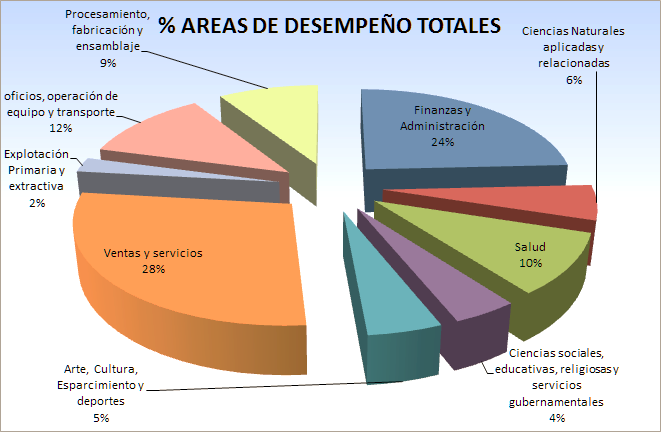 % AREAS DE DESEMPEÑO TOTALES
Procesamiento,
fabricación y
ensamblaje
9%
Ciencias Naturales
aplicadas y
relacionadas
6%
oficios, operación de
equipo y transporte
12%
Finanzas y
Administración
24%
Explotación
Primaria y
extractiva
2%
Ventas y servicios
28%
Salud
10%
Arte, Cultura,
Esparcimiento y
deportes
5%
Ciencias sociales,
educativas, religiosas y
servicios
gubernamentales
4%